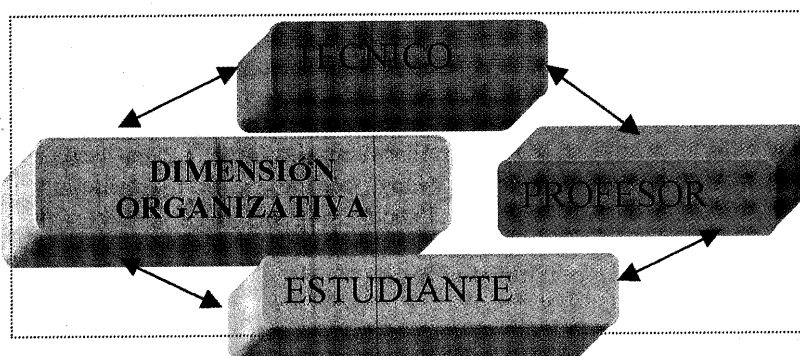 TECNICO
DIMENSIÓN
ORGANIZATIVA
PROFESOR
ESTUDIANTE